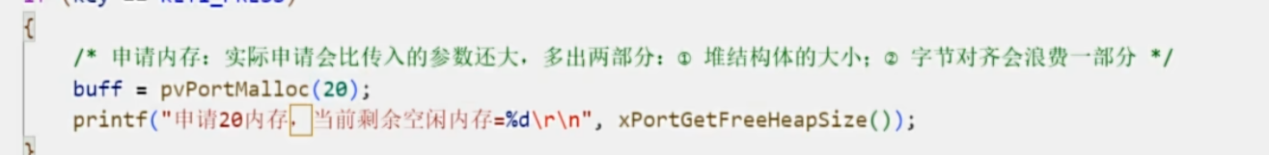 {
/* 申请内存：实际申请会比传入的参数还大，多出两部分：① 堆结构体的大小；② 字节对齐会浪费一部分 */
buff = pvPortMalloc(20);
printf("申请20内存，当前剩余空闲内存=%d\r\n", xPortGetFreeHeapSize());
}